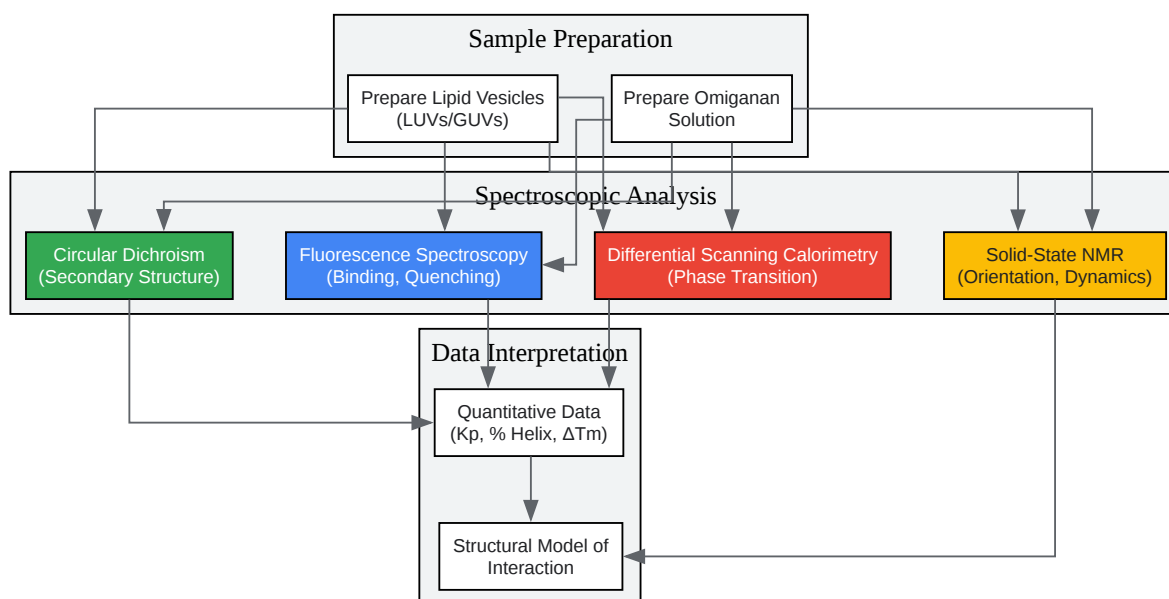 Sample Preparation
Prepare Lipid Vesicles
(LUVs/GUVs)
Prepare Omiganan
Solution
Spectroscopic Analysis
Circular Dichroism
(Secondary Structure)
Fluorescence Spectroscopy
(Binding, Quenching)
Differential Scanning Calorimetry
(Phase Transition)
Solid-State NMR
(Orientation, Dynamics)
Data Interpretation
Quantitative Data
(Kp, % Helix, ΔTm)
Structural Model of
Interaction